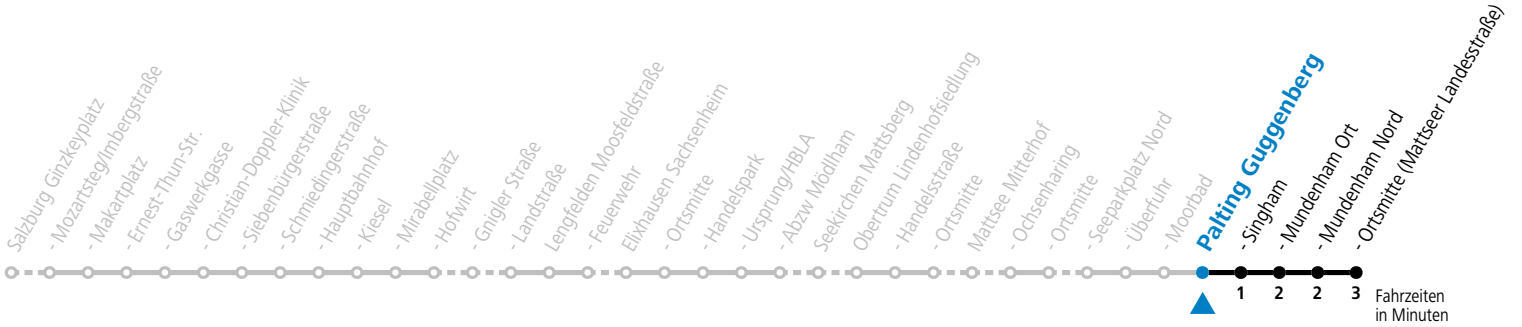 Salzburg Ginzkeyplatz
- Mozartsteg/Imbergstraße
- Makartplatz
- Ernest-Thun-Str.
- Gaswerkgasse
- Christian-Doppler-Klinik
- Siebenbürgerstraße
- Schmiedingerstraße
- Hauptbahnhof
- Kiesel
- Mirabellplatz
- Hofwirt
- Gnigler Straße
Landstraße
Lengfelden Moosfeldstraße
- Feuerwehr
Elixhausen Sachsenheim
- Ortsmitte
- Handelspark
- Ursprung/HBLA
- Abzw Mödlham
Seekirchen Mattsberg
Obertrum Lindenhofsiedlung
- Handelsstraße
- Ortsmitte
Mattsee Mitterhof
- Ochsenharing
- Ortsmitte
- Seeparkplatz Nord
- Überfuhr
- Moorbad
Palting Guggenberg
- Singham
- Mundenham Ort
- Mundenham Nord
- Ortsmitte (Mattseer Landesstraße)
1 2 2 3
Fahrzeiten
in Minuten